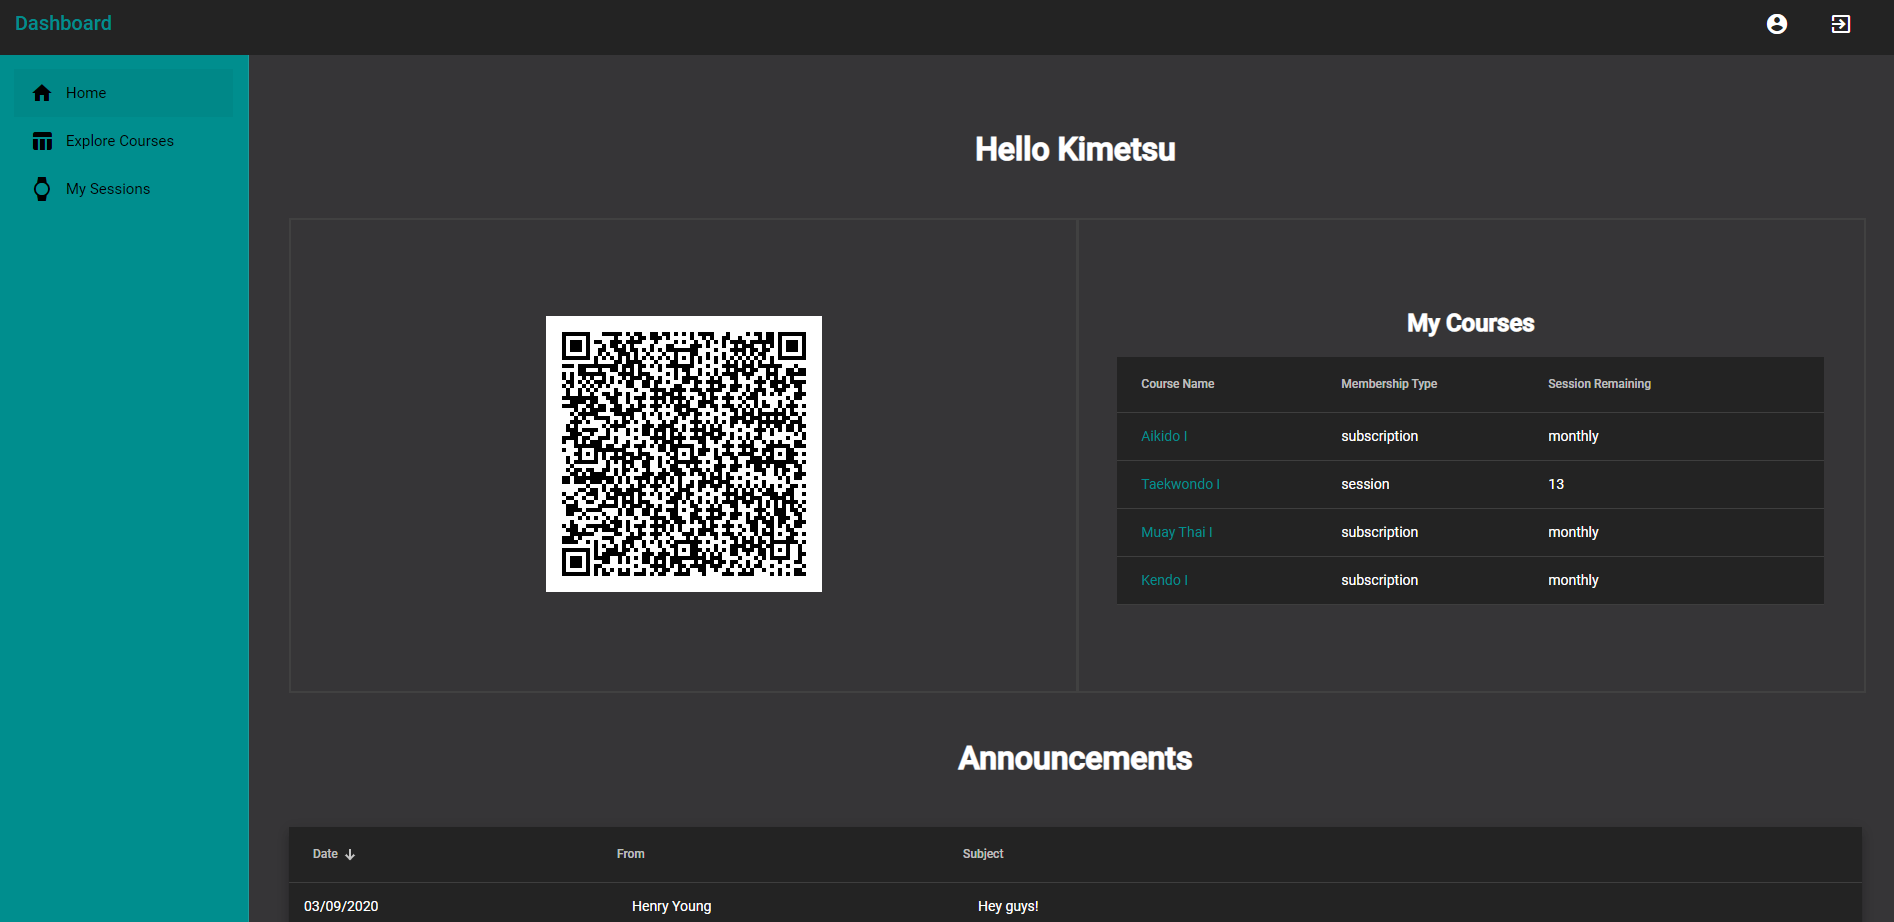 Dashboard
Home
Explore Courses
My Sessions
Hello Kimetsu
My Courses
Course Name Membership Type Session Remaining
Aikido I subscription monthly
Taekwondo I session 13
Muay Thai I subscription monthly
Kendo I subscription monthly
Announcements
Date From Subject
03/09/2020 Henry Young Hey guys!